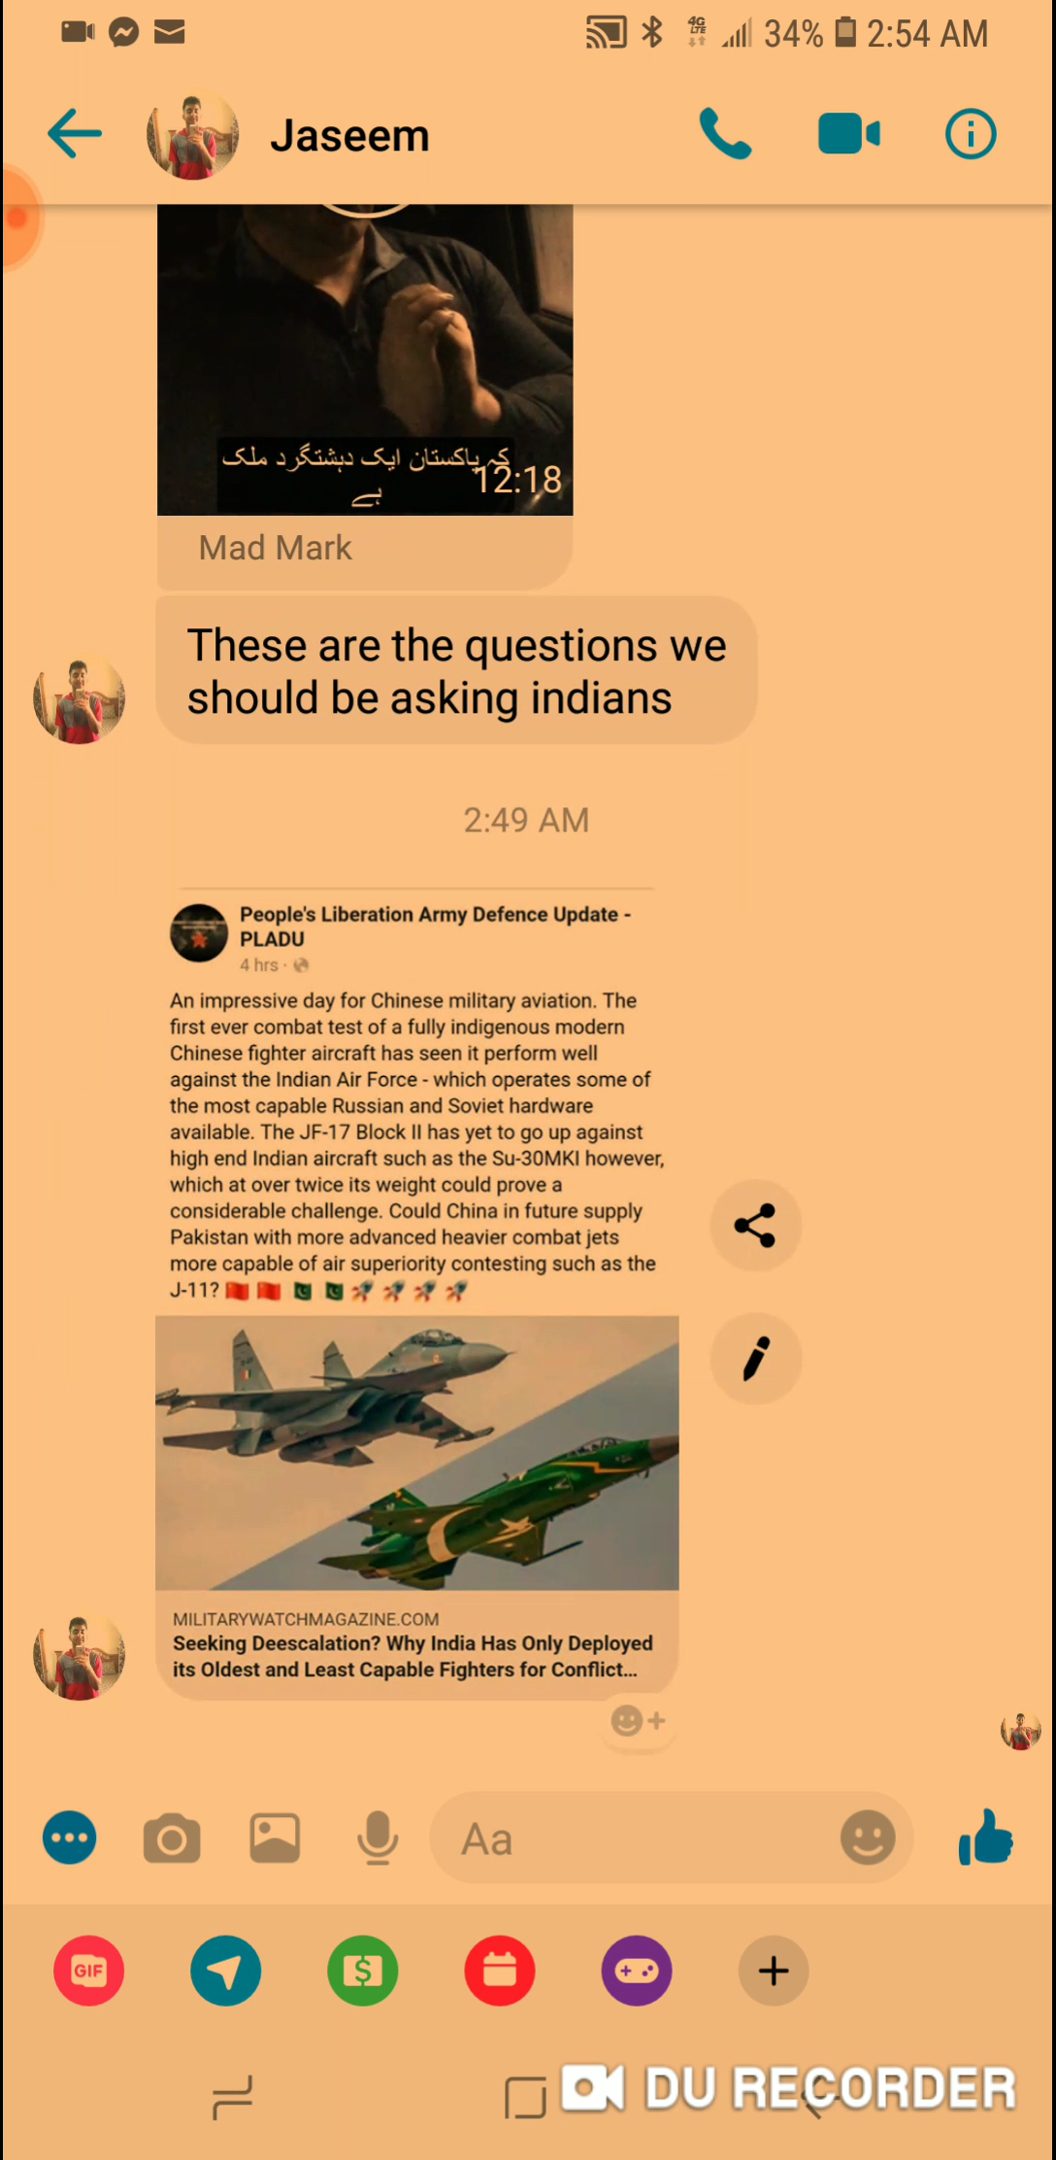 34% 2:54 AM
4G
LTE
Jaseem
کہ پاکستان ایک دہشتگرد ملک
ہے
12:18
Mad Mark
These are the questions we
should be asking indians
2:49 AM
People's Liberation Army Defence Update -
PLADU
4 hrs ·
An impressive day for Chinese military aviation. The
first ever combat test of a fully indigenous modern
Chinese fighter aircraft has seen it perform well
against the Indian Air Force - which operates some of
the most capable Russian and Soviet hardware
available. The JF-17 Block II has yet to go up against
high end Indian aircraft such as the Su-30MKI however,
which at over twice its weight could prove a
considerable challenge. Could China in future supply
Pakistan with more advanced heavier combat jets
more capable of air superiority contesting such as the
J-11? 🇨🇳 🇨🇳 🇵🇰 🇵🇰 🚀 🚀 🚀 🚀
MILITARYWATCHMAGAZINE.COM
Seeking Deescalation? Why India Has Only Deployed
its Oldest and Least Capable Fighters for Conflict...
Aa
GIF
DU RECORDER